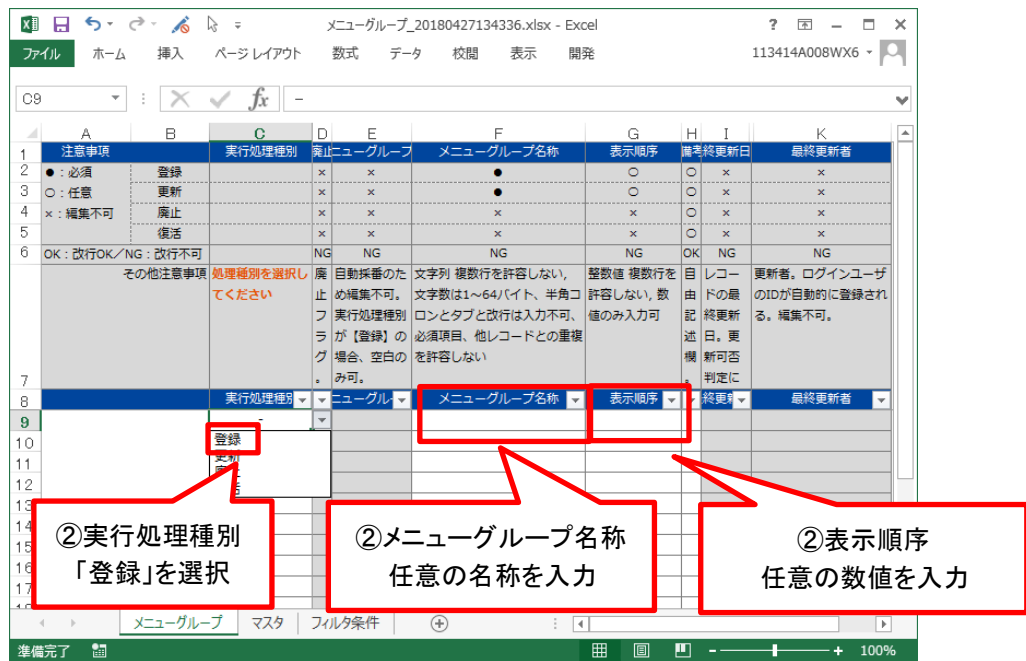 メニューグループ_20180427134336.xlsx - Excel
?
ファイル ホーム 挿入 ページ レイアウト 数式 データ 校閲 表示 開発 113414A008WX6
C9 fx -
A B C D E F G H I K
1 注意事項 実行処理種別 廃止 ニューグループ メニューグループ名称 表示順序 備考 終更新日 最終更新者
2 ●:必須 登録 × × ● ○ ○ × ×
3 ○:任意 更新 × × ● ○ ○ × ×
4 ×:編集不可 廃止 × × × × ○ × ×
5 復活 × × × × ○ × ×
6 OK:改行OK/NG:改行不可 NG NG NG NG OK NG NG
その他注意事項
処理種別を選択し
てください
廃
止
フ
ラ
グ
。
自動採番のた
め編集不可。
実行処理種別
が【登録】の
場合、空白の
み可。
文字列 複数行を許容しない,
文字数は1~64バイト、半角コ
ロンとタブと改行は入力不可、
必須項目、他レコードとの重複
を許容しない
整数値 複数行を
許容しない, 数
値のみ入力可
自
由
記
述
欄
。
レコー
ドの最
終更新
日。更
新可否
判定に
更新者。ログインユーザ
のIDが自動的に登録され
る。編集不可。
7
8 実行処理種別 ニューグルー メニューグループ名称 表示順序 終更新 最終更新者
9 -
10 登録
11 更新
12
13
14
15
16
17
②実行処理種別
「登録」を選択
②メニューグループ名称
任意の名称を入力
②表示順序
任意の数値を入力
メニューグループ マスタ フィルタ条件
準備完了 100%